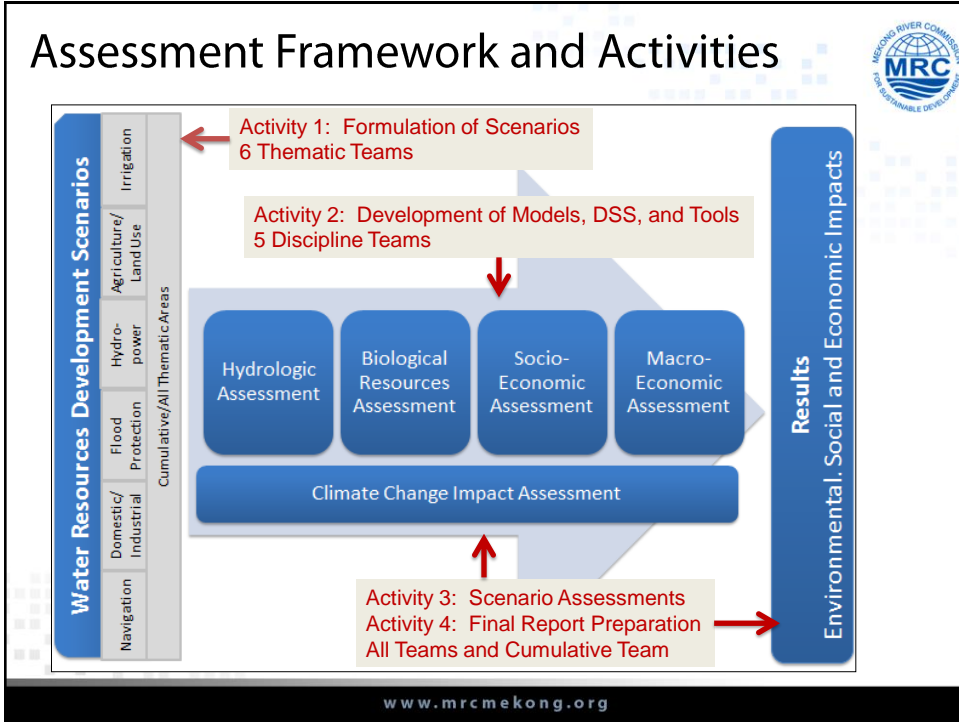 Assessment Framework and Activities
MEKONG RIVER COMMISSION
MRC
FOR SUSTAINABLE DEVELOPMENT
Water Resources Development Scenarios
Irrigation
Agriculture/
Land Use
Hydro-
power
Flood
Protection
Domestic/
Industrial
Navigation
Cumulative/All Thematic Areas
Activity 1: Formulation of Scenarios
6 Thematic Teams
Activity 2: Development of Models, DSS, and Tools
5 Discipline Teams
Hydrologic
Assessment
Biological
Resources
Assessment
Socio-
Economic
Assessment
Macro-
Economic
Assessment
Climate Change Impact Assessment
Activity 3: Scenario Assessments
Activity 4: Final Report Preparation
All Teams and Cumulative Team
Results
Environmental. Social and Economic Impacts
www.mrcmekong.org